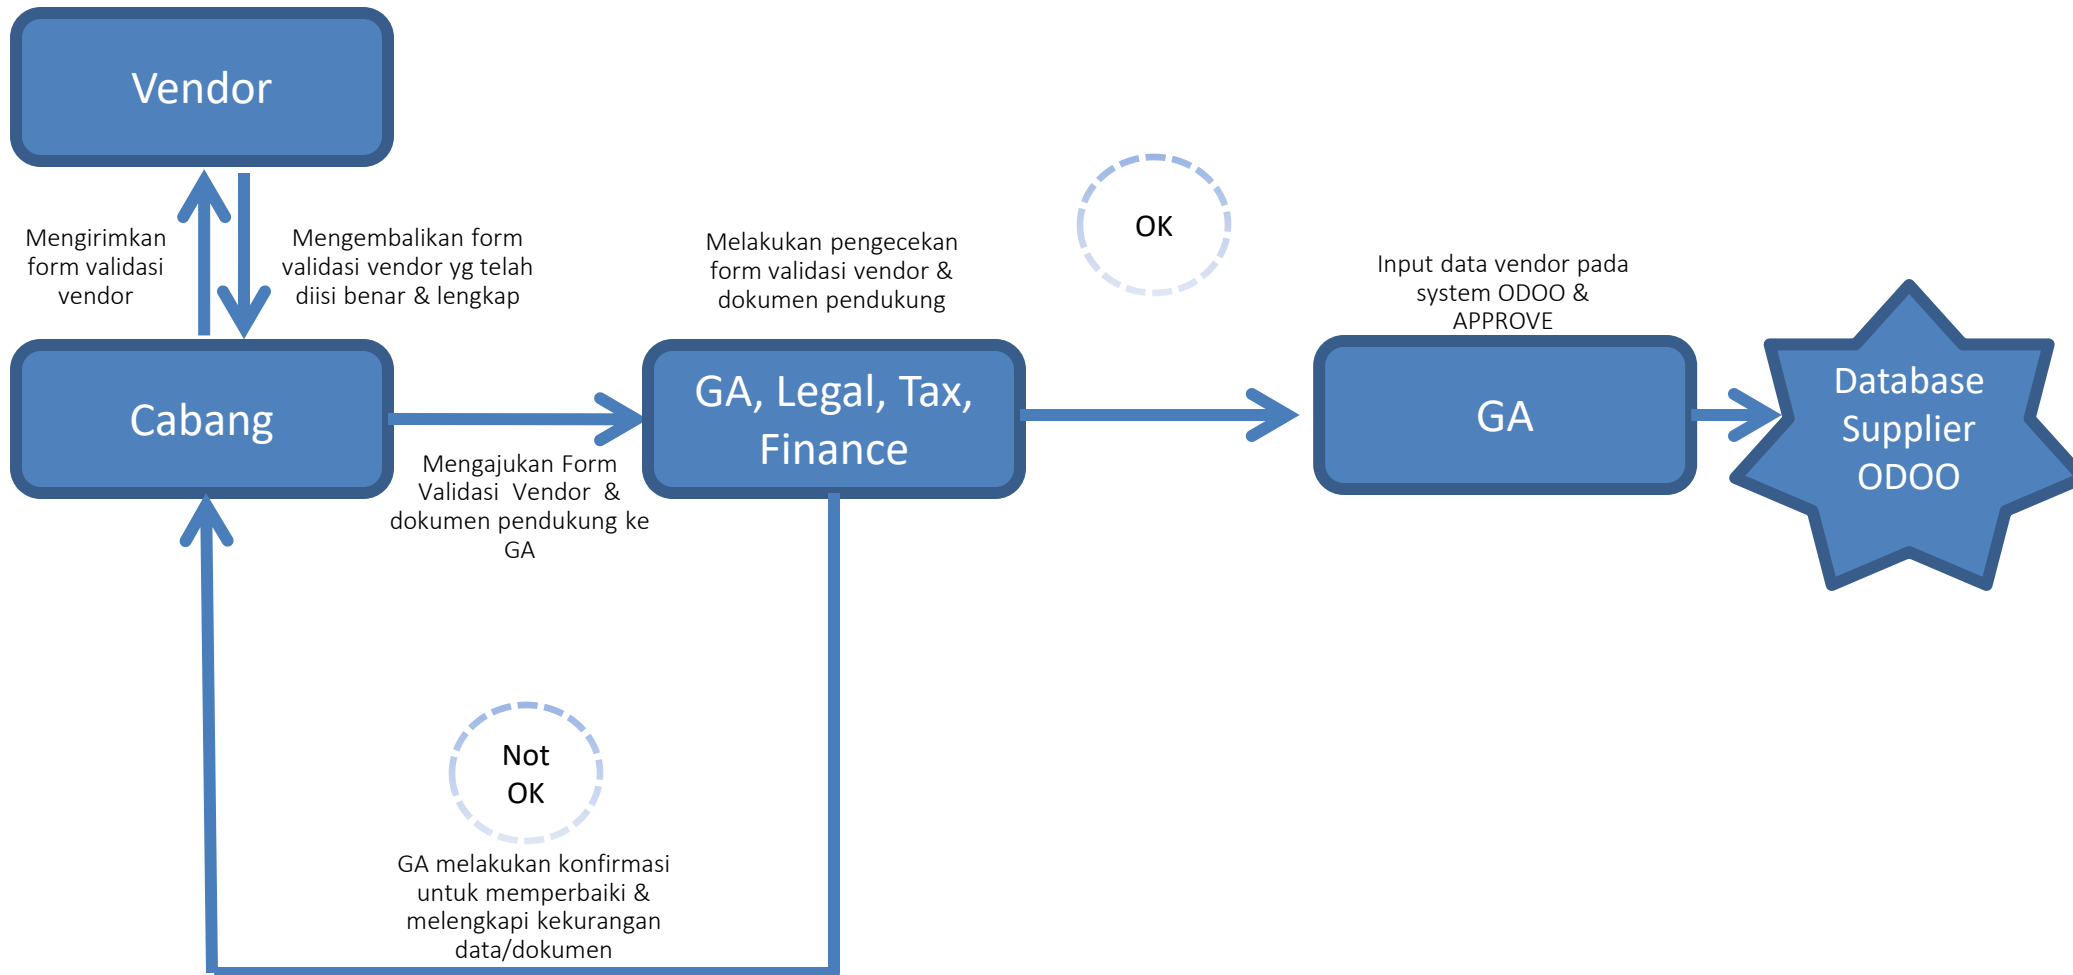 Vendor
Mengirimkan
form validasi
vendor
Mengembalikan form
validasi vendor yg telah
diisi benar & lengkap
Melakukan pengecekan
form validasi vendor &
dokumen pendukung
OK
Input data vendor pada
system ODOO &
APPROVE
Cabang
GA, Legal, Tax,
Finance
GA
Database
Supplier
ODOO
Mengajukan Form
Validasi Vendor &
dokumen pendukung ke
GA
Not
OK
GA melakukan konfirmasi
untuk memperbaiki &
melengkapi kekurangan
data/dokumen